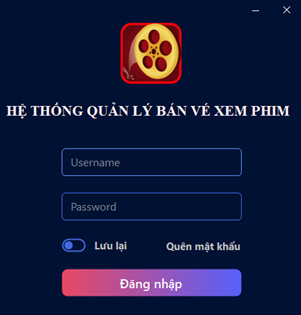 HỆ THỐNG QUẢN LÝ BÁN VÉ XEM PHIM
Username
Password
Lưu lại Quên mật khẩu
Đăng nhập